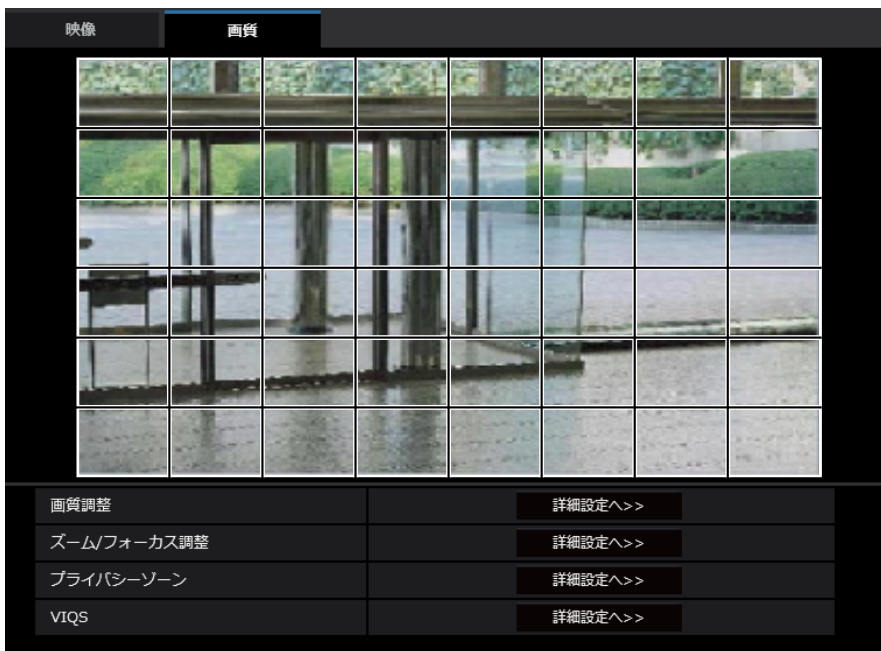 映像
画質
画質調整 詳細設定へ>>
ズーム/フォーカス調整 詳細設定へ>>
プライバシーゾーン 詳細設定へ>>
VIQS 詳細設定へ>>